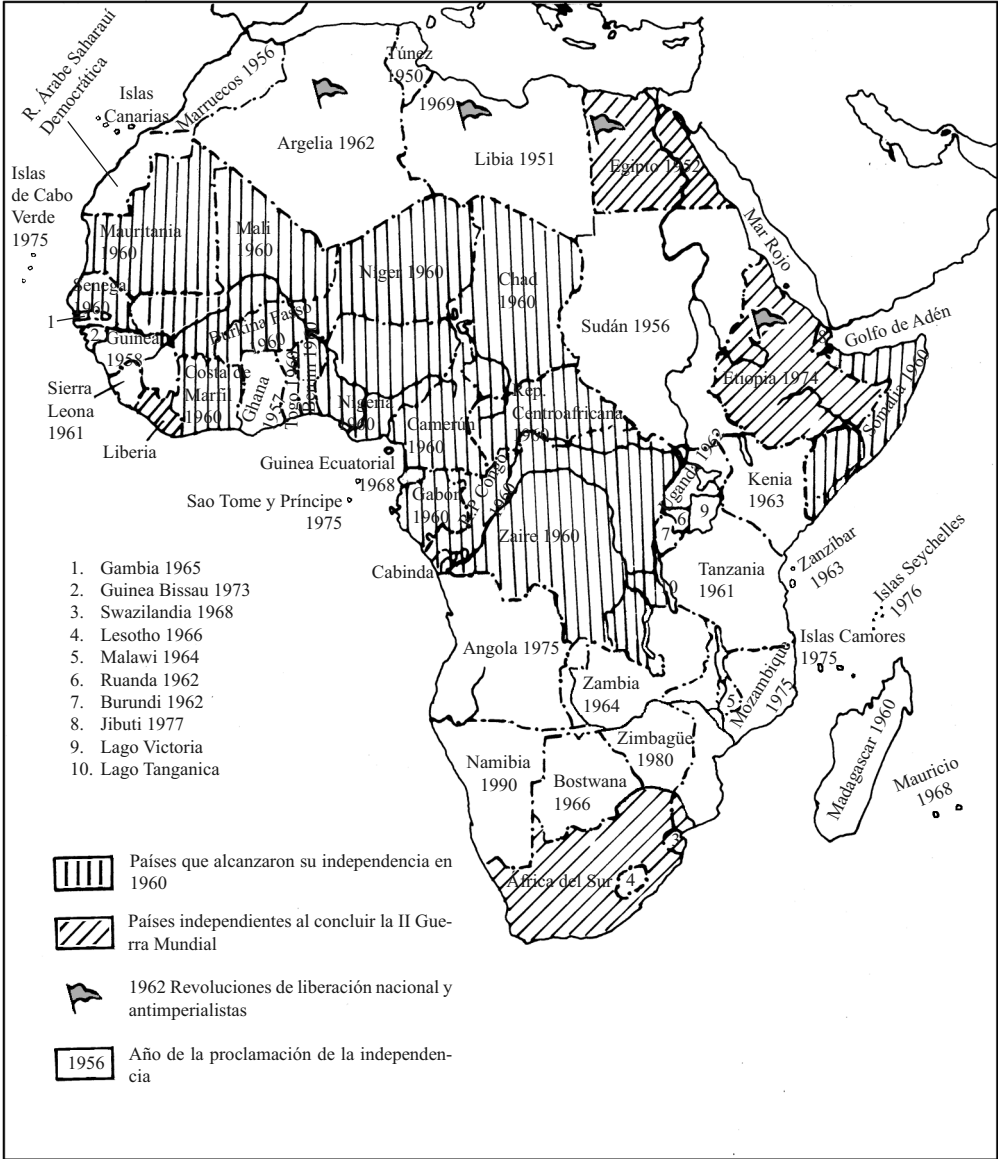 R. Árabe Saharauí
Democrática
Islas
Canarias
Marruecos 1956
Túnez
1950
1969
Argelia 1962
Libia 1951
Egipto 1952
Islas
de Cabo
Verde
1975
Mauritania
1960
Mali
1960
Niger 1960
Chad
1960
Sudán 1956
Mar Rojo
Golfo de Adén
Senega
1960
1
2
Guinea
1958
Burkina Fasso
1960
8
Etiopia 1974
Somalia 1960
Sierra
Leona
1961
Liberia
Costa de
Marfil
1960
Ghana
1957
Togo 1960
Benin 1960
Nigeria
1960
Camerún
1960
Rep.
Centroafricana
1960
Guinea Ecuatorial
1968
Sao Tome y Príncipe
1975
Gabón
1960
R.P. Congo
1960
Zaire 1960
Uganda 1962
Kenia
1963
6
9
7
Cabinda
Tanzania
1961
Zanzíbar
1963
Islas Seychelles
1976
1. Gambia 1965
2. Guinea Bissau 1973
3. Swazilandia 1968
4. Lesotho 1966
5. Malawi 1964
6. Ruanda 1962
7. Burundi 1962
8. Jibuti 1977
9. Lago Victoria
10. Lago Tanganica
Angola 1975
Zambia
1964
5
Mozambique
1975
Islas Camores
1975
Madagascar 1960
Mauricio
1968
Namibia
1990
Bostwana
1966
Zimbagüe
1980
3
África del Sur
4
Países que alcanzaron su independencia en
1960
Países independientes al concluir la II Gue-
rra Mundial
1962 Revoluciones de liberación nacional y
antimperialistas
1956
Año de la proclamación de la independen-
cia